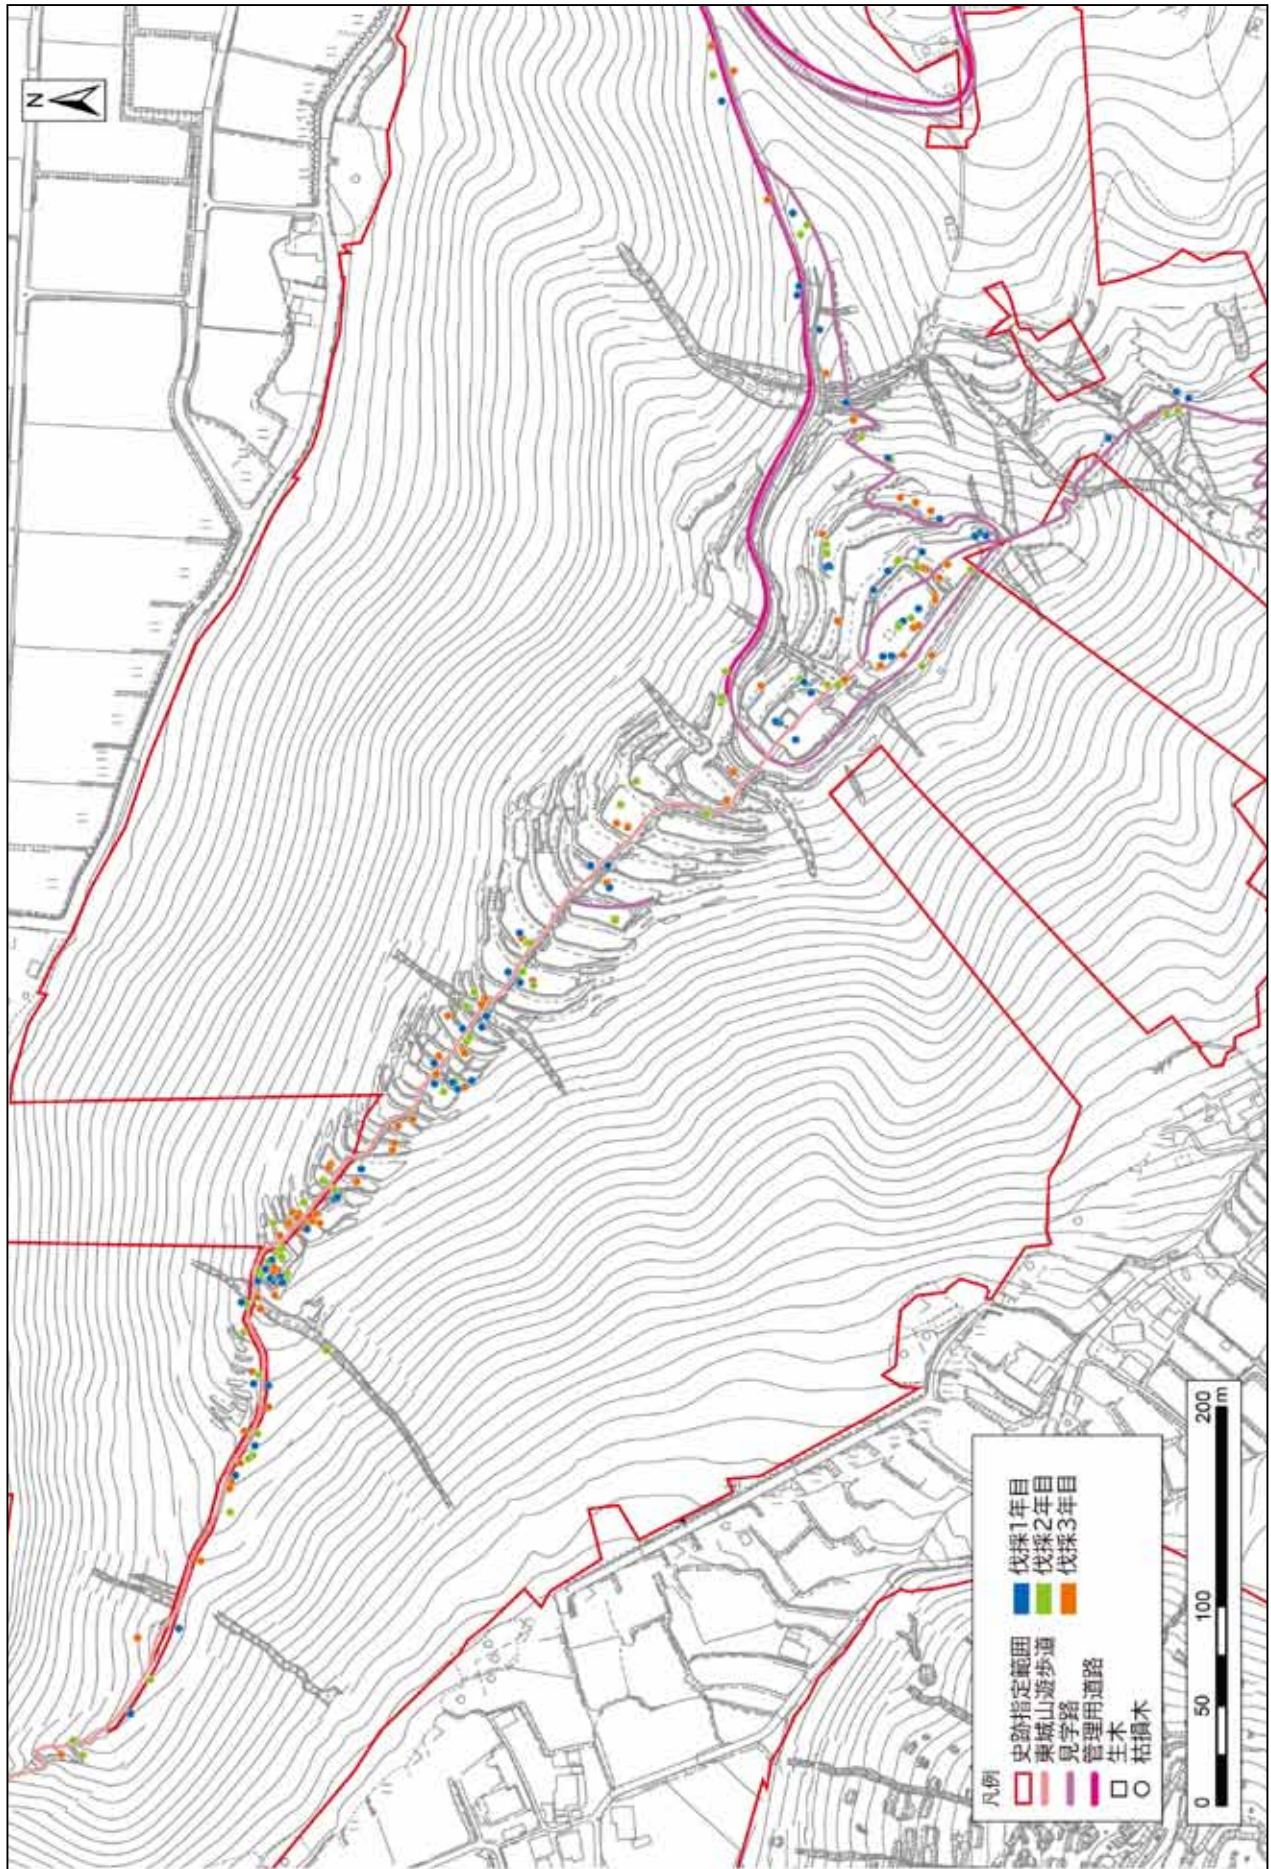 N
凡例
史跡指定範囲
東城山遊歩道
見学路
管理用道路
生木
枯損木
伐採1年目
伐採2年目
伐採3年目
0 50 100 200
m